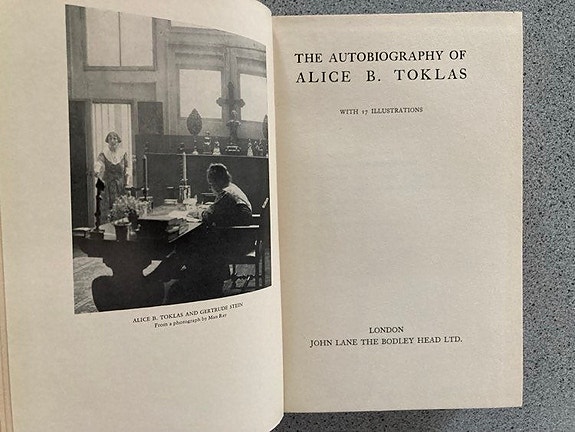 ALICE B. TOKLAS AND GERTRUDE STEIN
From a photograph by Man Ray
THE AUTOBIOGRAPHY OF
ALICE B. TOKLAS
WITH 17 ILLUSTRATIONS
LONDON
JOHN LANE THE BODLEY HEAD LTD.